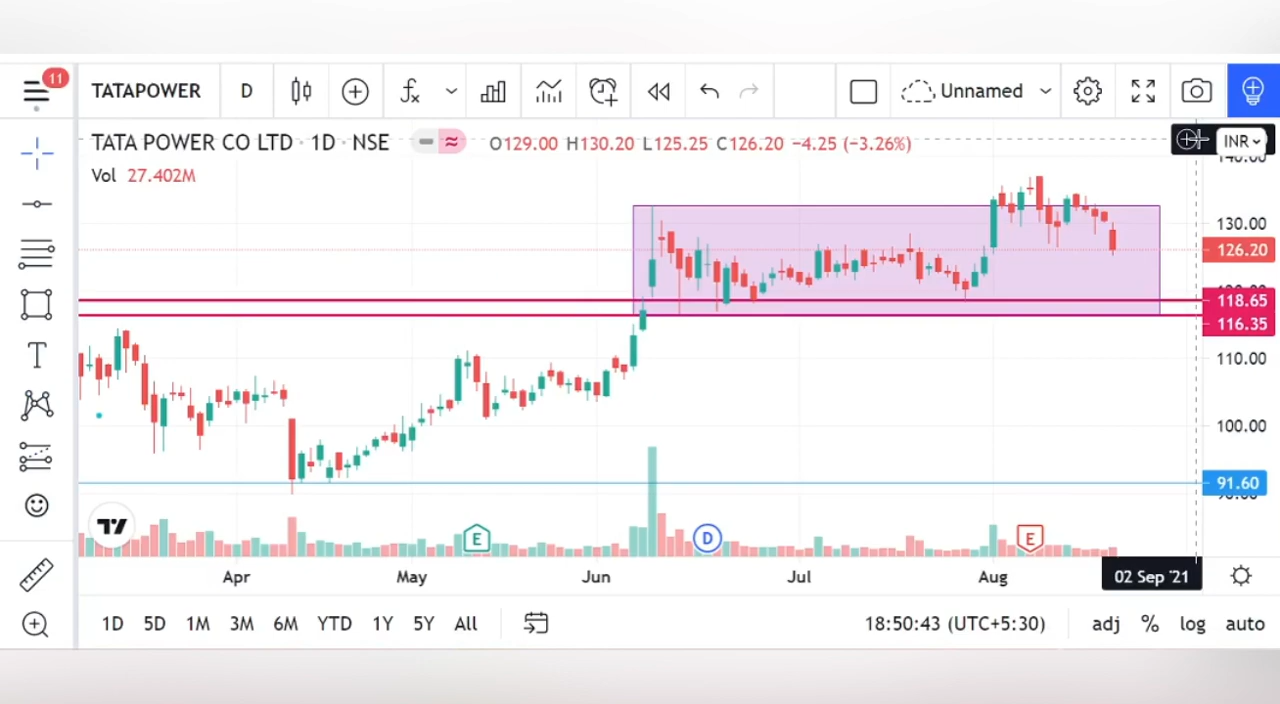 11
TATAPOWER D Unnamed
TATA POWER CO LTD · 1D · NSE O129.00 H130.20 L125.25 C126.20 −4.25 (−3.26%)
INR
Vol 27.402M
140.00
130.00
126.20
118.65
116.35
110.00
100.00
91.60
E D E
Apr May Jun Jul Aug 02 Sep '21
1D 5D 1M 3M 6M YTD 1Y 5Y All 18:50:43 (UTC+5:30) adj % log auto